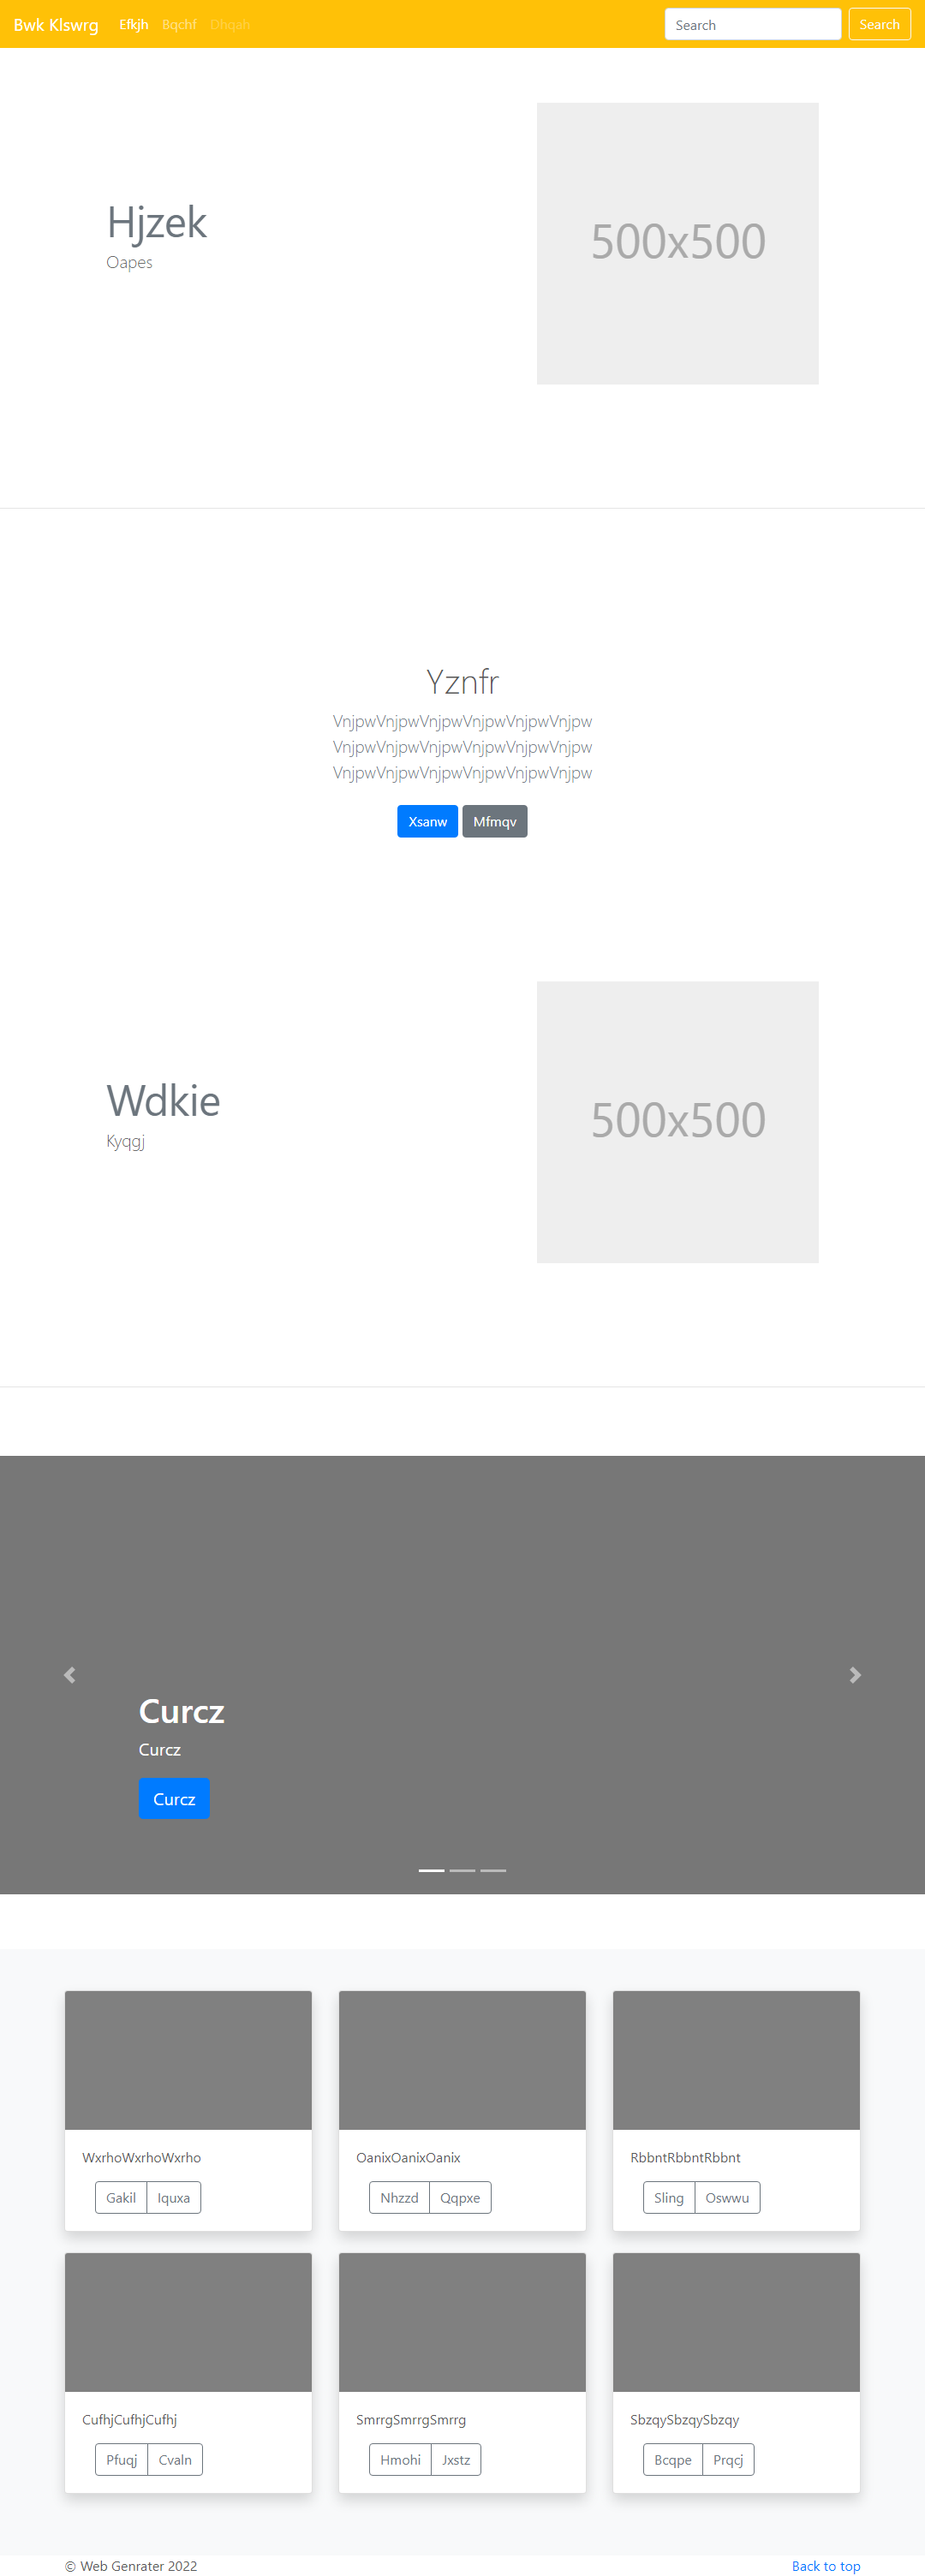 Bwk Klswrg Efkjh Bqchf Dhqah Search Search
Hjzek
Oapes
500x500
Yznfr
VnjpwVnjpwVnjpwVnjpwVnjpwVnjpw
VnjpwVnjpwVnjpwVnjpwVnjpwVnjpw
VnjpwVnjpwVnjpwVnjpwVnjpwVnjpw
Xsanw Mfmqv
Wdkie
Kyqgj
500x500
Curcz
Curcz
Curcz
WxrhoWxrhoWxrho
Gakil Iquxa
OanixOanixOanix
Nhzzd Qqpxe
RbbntRbbntRbbnt
Sling Oswwu
CufhjCufhjCufhj
Pfuqj Cvaln
SmrrgSmrrgSmrrg
Hmohi Jxstz
SbzqySbzqySbzqy
Bcqpe Prqcj
© Web Genrater 2022 Back to top